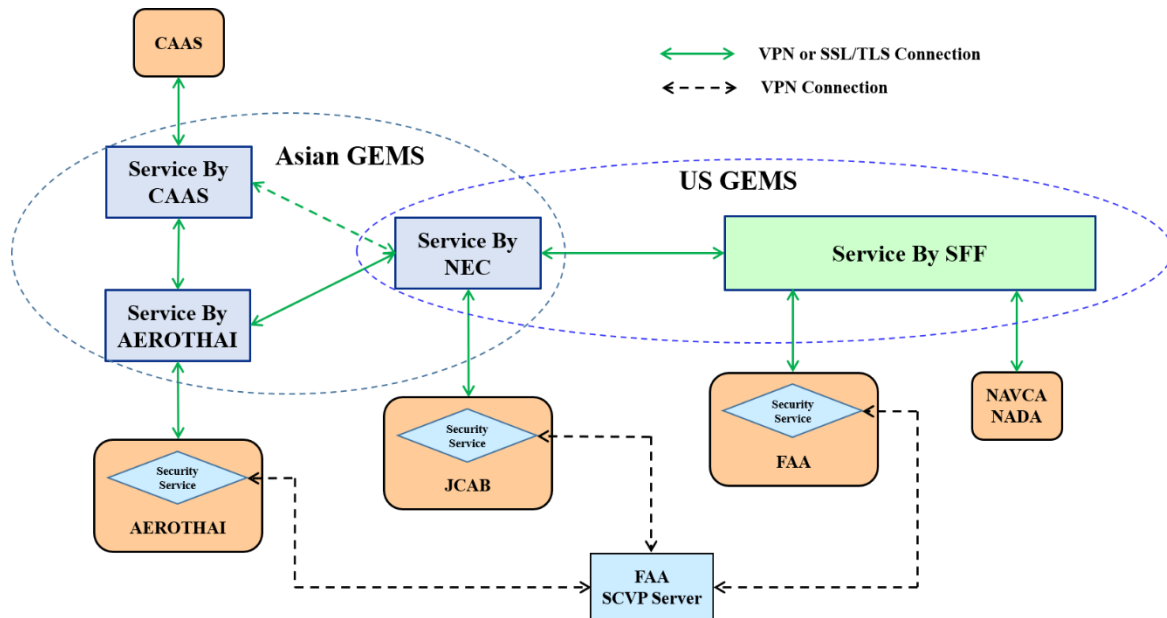 CAAS
VPN or SSL/TLS Connection
VPN Connection
Asian GEMS
US GEMS
Service By
CAAS
Service By
NEC
Service By SFF
Service By
AEROTHAI
Security
Service
AEROTHAI
Security
Service
JCAB
Security
Service
FAA
NAVCA
NADA
FAA
SCVP Server